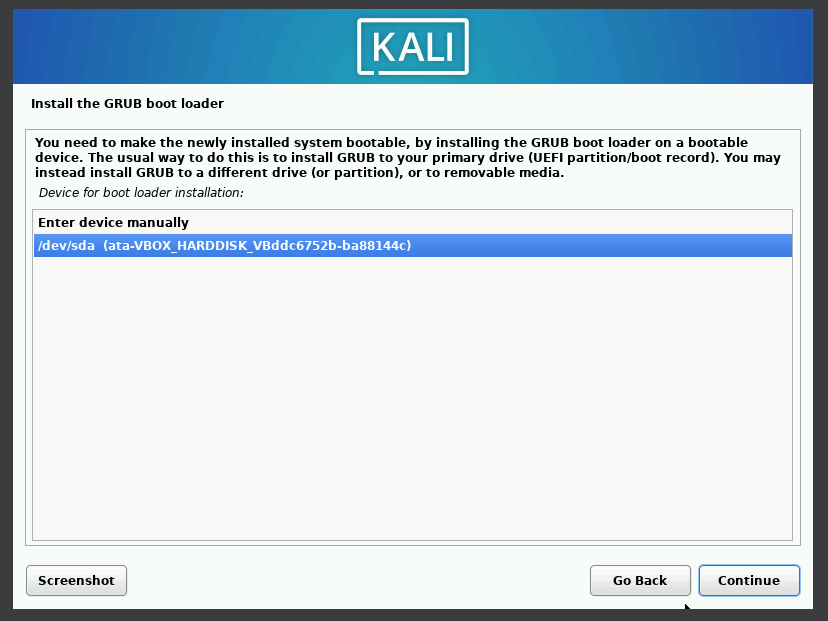 KALI
Install the GRUB boot loader
You need to make the newly installed system bootable, by installing the GRUB boot loader on a bootable
device. The usual way to do this is to install GRUB to your primary drive (UEFI partition/boot record). You may
instead install GRUB to a different drive (or partition), or to removable media.
Device for boot loader installation:
Enter device manually
/dev/sda  (ata-VBOX_HARDDISK_VBddc6752b-ba88144c)
Screenshot
Go Back
Continue